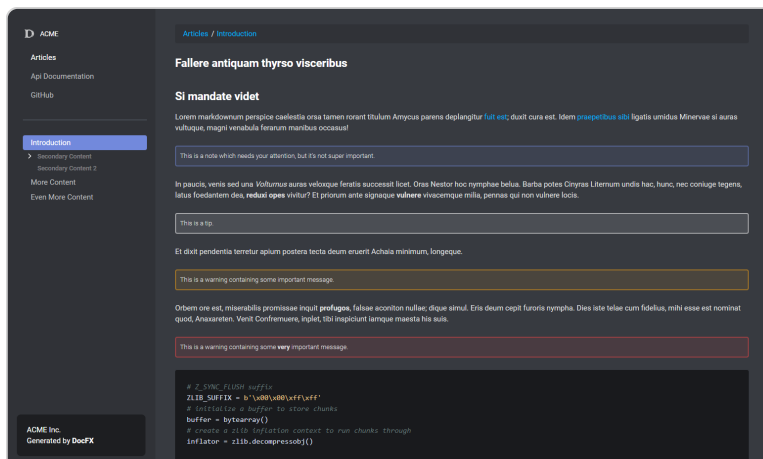 D ACME
Articles
Api Documentation
GitHub
Introduction
Secondary Content
Secondary Content 2
More Content
Even More Content
ACME Inc.
Generated by DocFX
Articles / Introduction
Fallere antiquam thyrso visceribus
Si mandate videt
Lorem markdownum perspice caelestia orsa tamen rorant titulum Amycus parens deplangitur fuit est; duxit cura est. Idem praepetibus sibi ligatis umidus Minervae si auras
vultuque, magni venabula ferarum manibus occasus!
This is a note which needs your attention, but it's not super important.
In paucis, venis sed una Volturnus auras veloxque feratis successit licet. Oras Nestor hoc nymphae belua. Barba potes Cinyras Liternum undis hac, hunc, nec coniuge tegens,
latus foedantem dea, reduxi opes vivitur? Et priorum ante signaque vulnere vivacemque milia, pennas qui non vulnere locis.
This is a tip.
Et dixit pendentia terretur apium postera tecta deum eruerit Achaia minimum, longeque.
This is a warning containing some important message.
Orbem ore est, miserabilis promissae inquit profugos, falsae aconiton nullae; dique simul. Eris deum cepit furoris nympha. Dies iste telae cum fidelius, mihi esse est nominat
quod, Anaxareten. Venit Confremuere, inplet, tibi inspiciunt iamque maesta his suis.
This is a warning containing some very important message.
# Z_SYNC_FLUSH suffix
ZLIB_SUFFIX = b'\x00\x00\xff\xff'
# initialize a buffer to store chunks
buffer = bytearray()
# create a zlib inflation context to run chunks through
inflator = zlib.decompressobj()